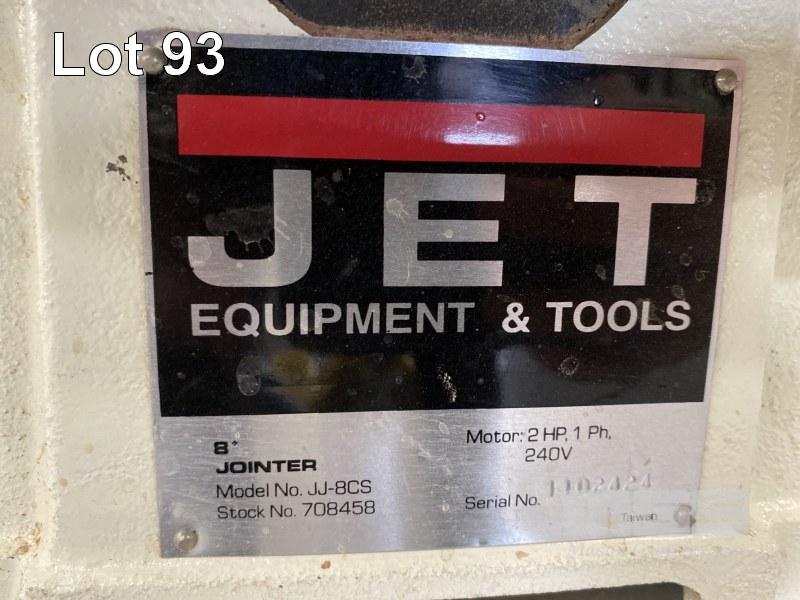 Lot 93
JET
EQUIPMENT & TOOLS
8"
JOINTER
Model No. JJ-8CS
Stock No. 708458
Motor: 2 HP, 1 Ph,
240V
Serial No. 1102424
Taiwan